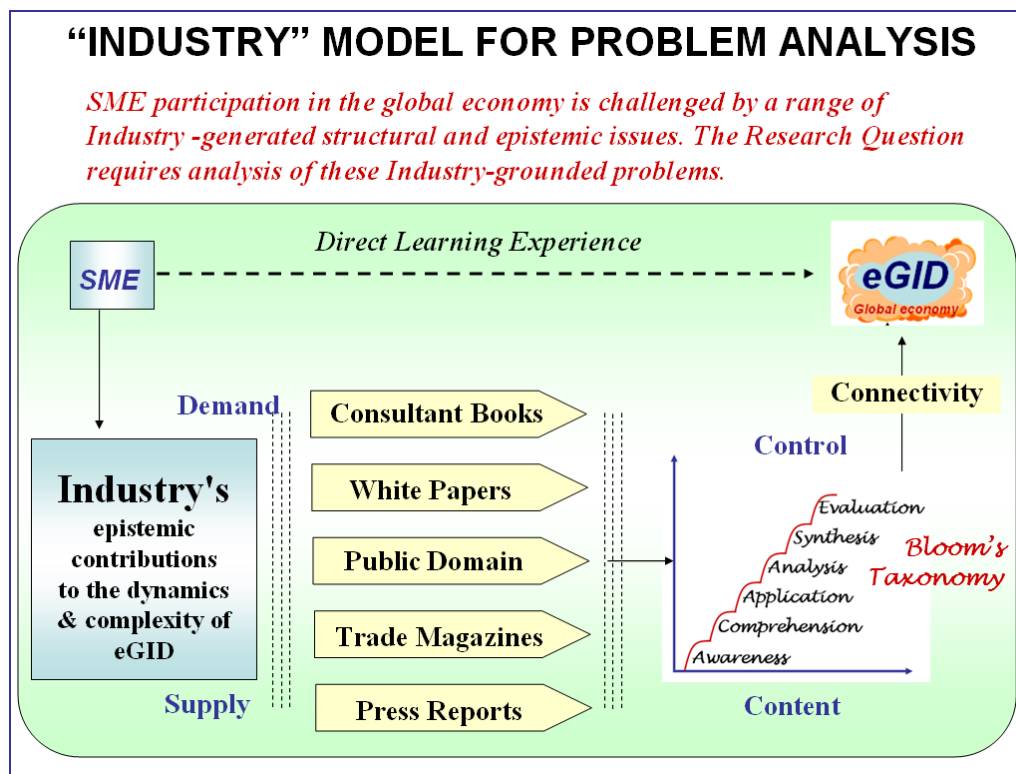 “INDUSTRY” MODEL FOR PROBLEM ANALYSIS
SME participation in the global economy is challenged by a range of
Industry -generated structural and epistemic issues. The Research Question
requires analysis of these Industry-grounded problems.
Direct Learning Experience
SME
eGID
Global economy
Connectivity
Demand
Consultant Books
Control
Industry's
epistemic
contributions
to the dynamics
& complexity of
eGID
White Papers
Public Domain
Trade Magazines
Press Reports
Supply
Evaluation
Synthesis
Analysis
Application
Comprehension
Awareness
Bloom's
Taxonomy
Content